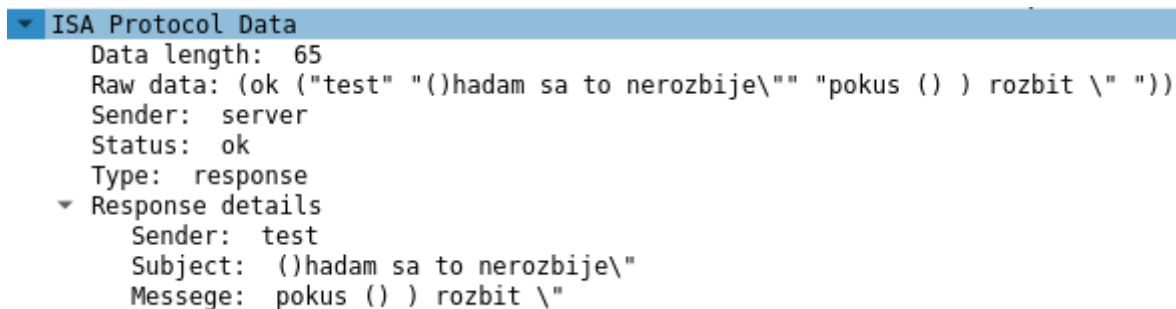 ISA Protocol Data
Data length:  65
Raw data: (ok ("test" "()hadam sa to nerozbije\"" "pokus () ) rozbit \" "))
Sender:  server
Status:  ok
Type:  response
Response details
Sender:  test
Subject:  ()hadam sa to nerozbije\"
Messege:  pokus () ) rozbit \"